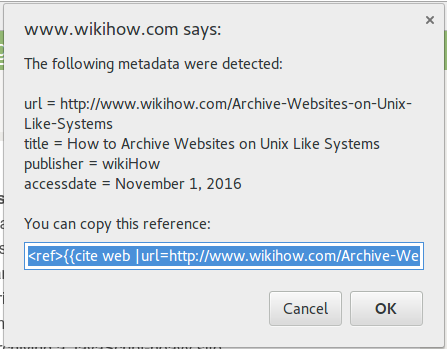 www.wikihow.com says:
The following metadata were detected:
url = http://www.wikihow.com/Archive-Websites-on-Unix-
Like-Systems
title = How to Archive Websites on Unix Like Systems
publisher = wikiHow
accessdate = November 1, 2016
You can copy this reference:
<ref>{{cite web |url=http://www.wikihow.com/Archive-We
Cancel OK